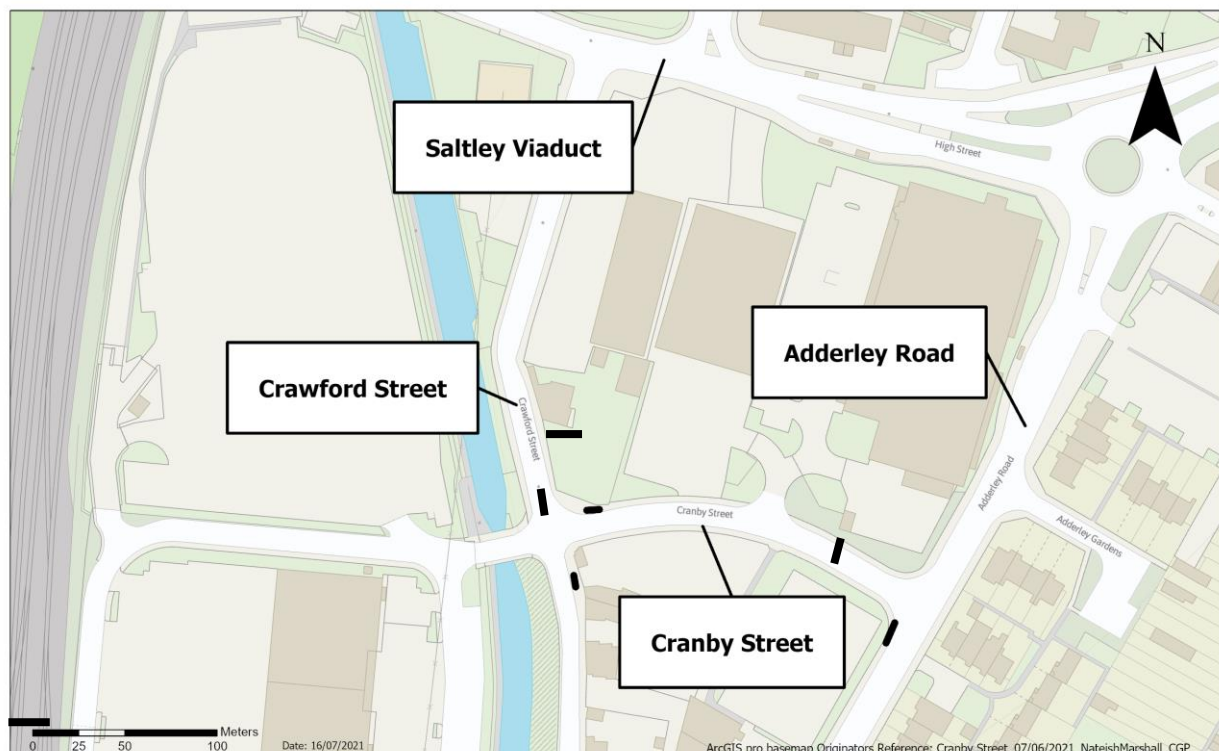 N
Saltley Viaduct
High Street
Adderley Road
Crawford Street
Crawford Street
Adderley Road
Cranby Street
Adderley Gardens
Cranby Street
Meters
0 25 50 100
Date: 16/07/2021
ArcGIS pro basemap Originators Reference: Cranby Street_07/06/2021_NateishMarshall_CGP